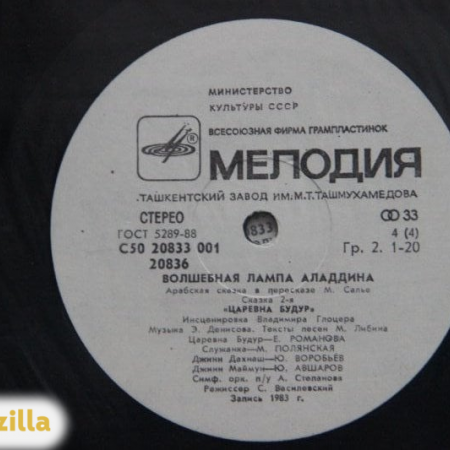 МИНИСТЕРСТВО
КУЛЬТУРЫ СССР
ВСЕСОЮЗНАЯ ФИРМА ГРАМПЛАСТИНОК
МЕЛОДИЯ
ТАШКЕНТСКИЙ ЗАВОД ИМ.М.Т.ТАШМУХАМЕДОВА
СТЕРЕО 33
ГОСТ 5289-88 4 (4)
С50 20833 001 Гр. 2. 1-20
20836
833
ВОЛШЕБНАЯ ЛАМПА АЛАДДИНА
Арабская сказка в пересказе М. Салье
Сказка 2-я
«ЦАРЕВНА БУДУР»
Инсценировка Владимира Глоцера
Музыка Э. Денисова. Тексты песен М. Либина
Царевна Будур—Е. РОМАНОВА
Служанка—М. ПОЛЯНСКАЯ
Джинн Дахнаш—Ю. ВОРОБЬЁВ
Джинн Маймун—Ю. АВШАРОВ
Симф. орк. п/у А. Степанова
Режиссер С. Василевский
Запись 1983 г.
zilla